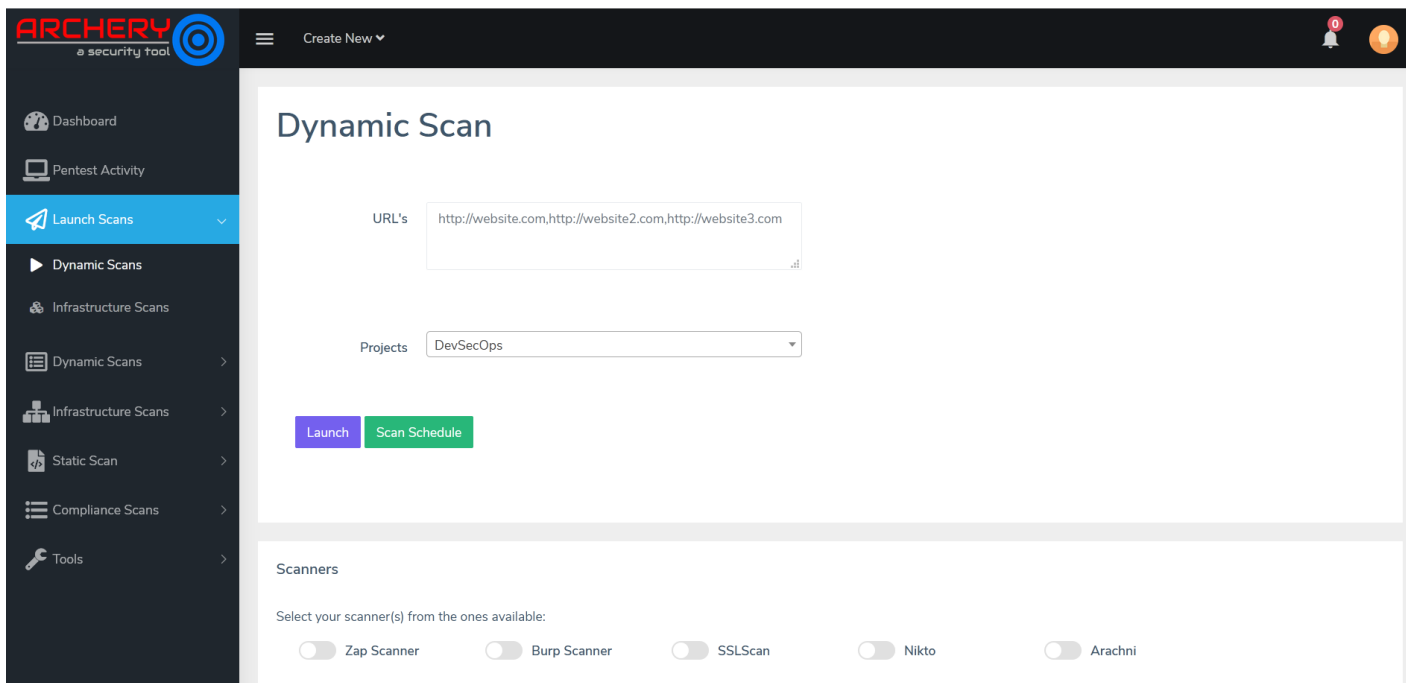 ARCHERY
a security tool
Create New
0
Dashboard
Pentest Activity
Launch Scans
Dynamic Scans
Infrastructure Scans
Dynamic Scans
Infrastructure Scans
Static Scan
Compliance Scans
Tools
Dynamic Scan
URL's
http://website.com,http://website2.com,http://website3.com
Projects
DevSecOps
Launch Scan Schedule
Scanners
Select your scanner(s) from the ones available:
Zap Scanner Burp Scanner SSLScan Nikto Arachni